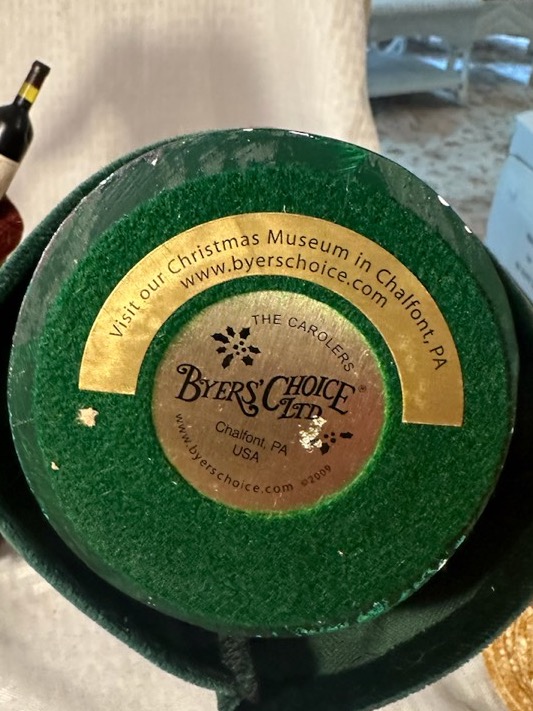 Visit our Christmas Museum in Chalfont, PA
www.byerschoice.com
THE CAROLERS®
BYERS' CHOICE
LTD.
Chalfont, PA
USA
www.byerschoice.com ©2009